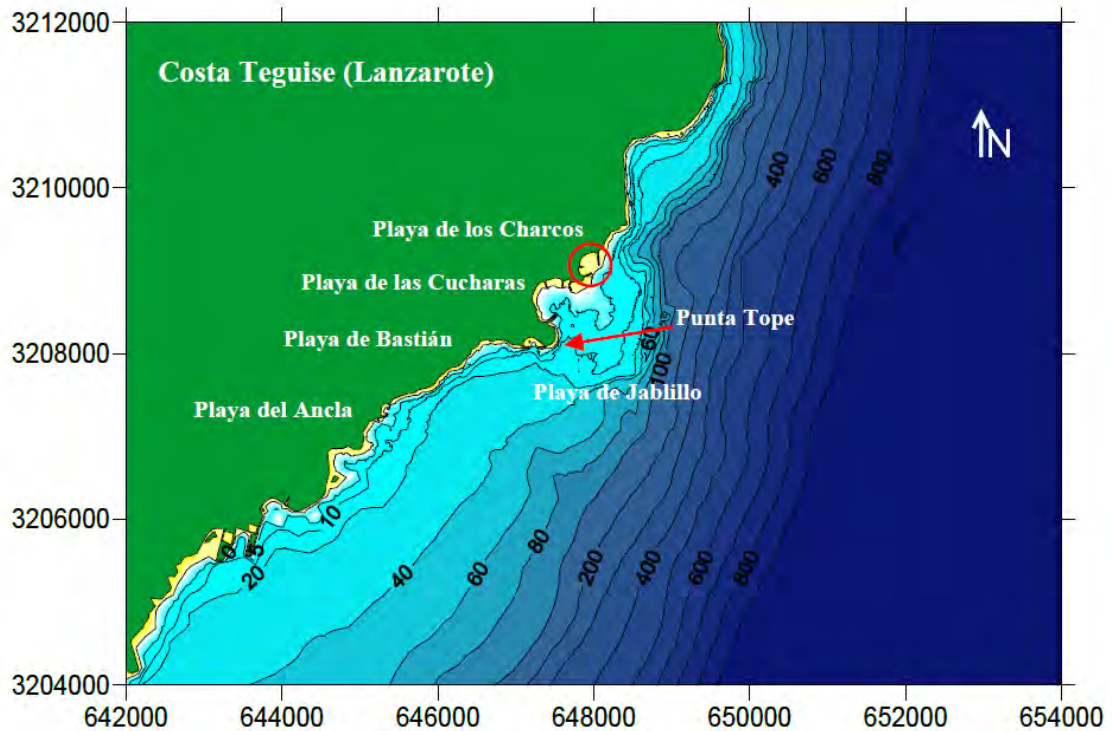 3212000
Costa Teguise (Lanzarote)
N
3210000
400
600
800
Playa de los Charcos
Playa de las Cucharas
Punta Tope
Playa de Bastián
3208000
60
100
Playa de Jablillo
Playa del Ancla
3206000
0
5
10
20
40
60
80
200
400
600
800
3204000
642000 644000 646000 648000 650000 652000 654000